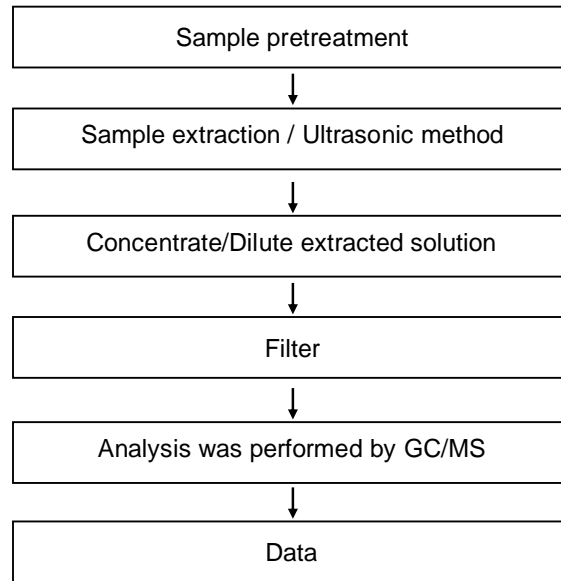 Sample pretreatment
Sample extraction / Ultrasonic method
Concentrate/Dilute extracted solution
Filter
Analysis was performed by GC/MS
Data